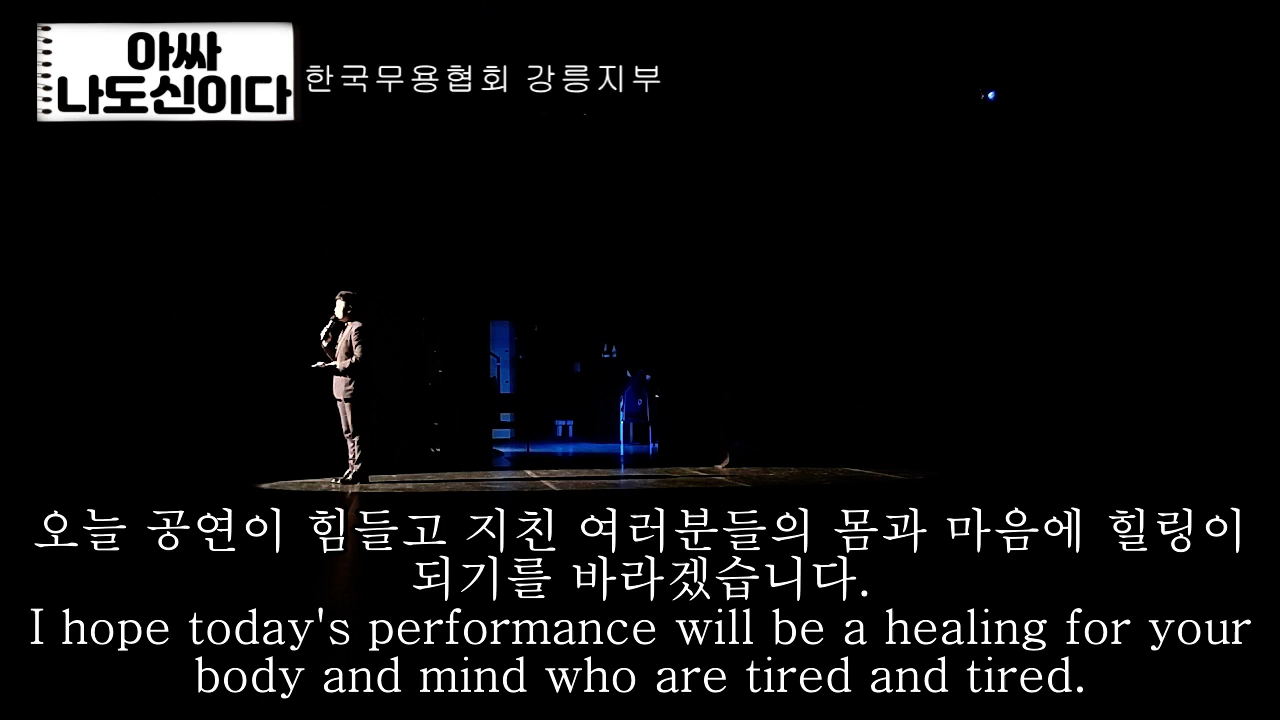 아싸
나도신이다
한국무용협회 강릉지부
오늘 공연이 힘들고 지친 여러분들의 몸과 마음에 힐링이
되기를 바라겠습니다.
I hope today's performance will be a healing for your
body and mind who are tired and tired.